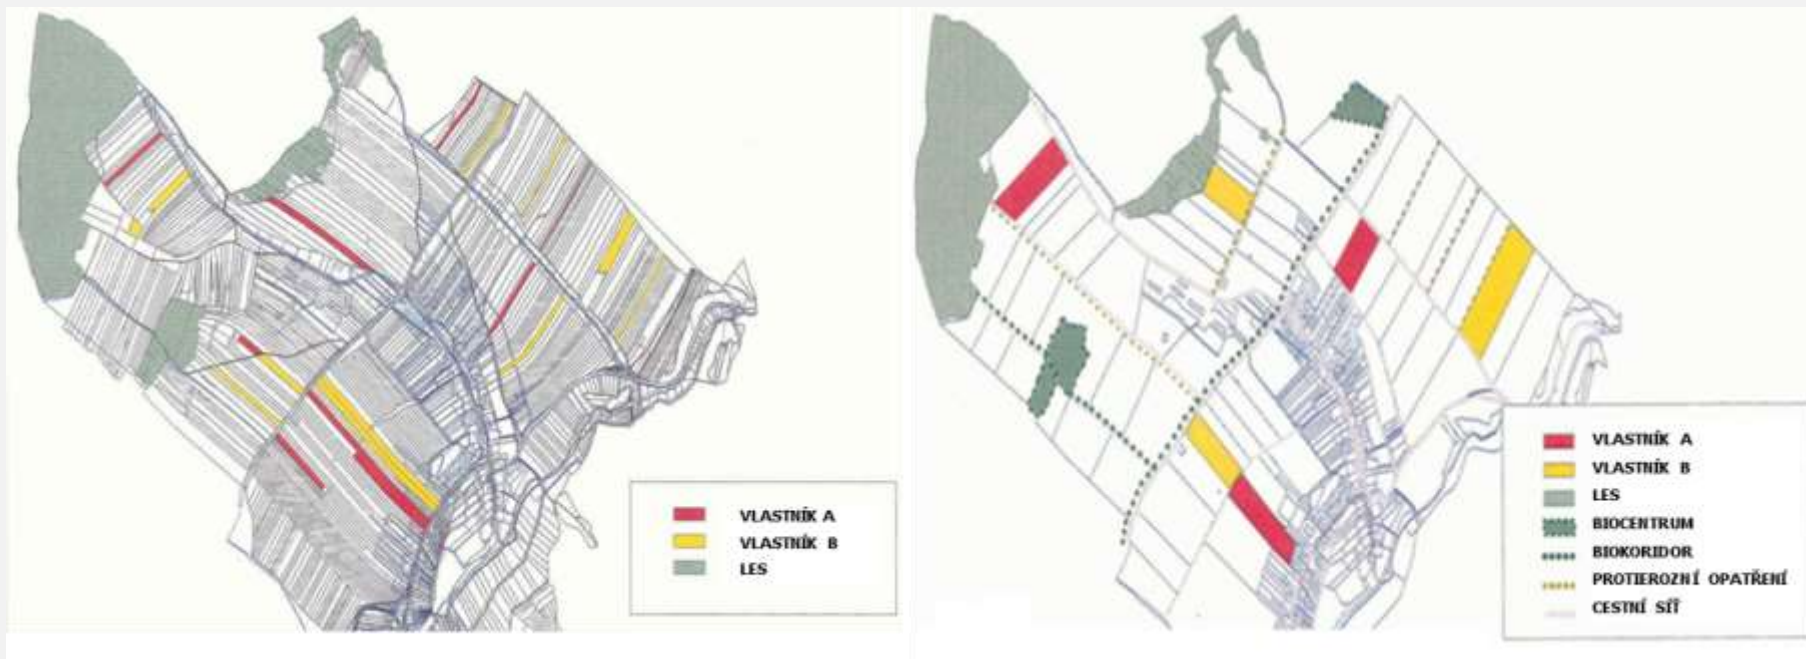 VLASTNÍK A
VLASTNÍK B
LES
VLASTNÍK A
VLASTNÍK B
LES
BIOCENTRUM
BIOKORIDOR
PROTIEROZNÍ OPATŘENÍ
CESTNÍ SÍŤ